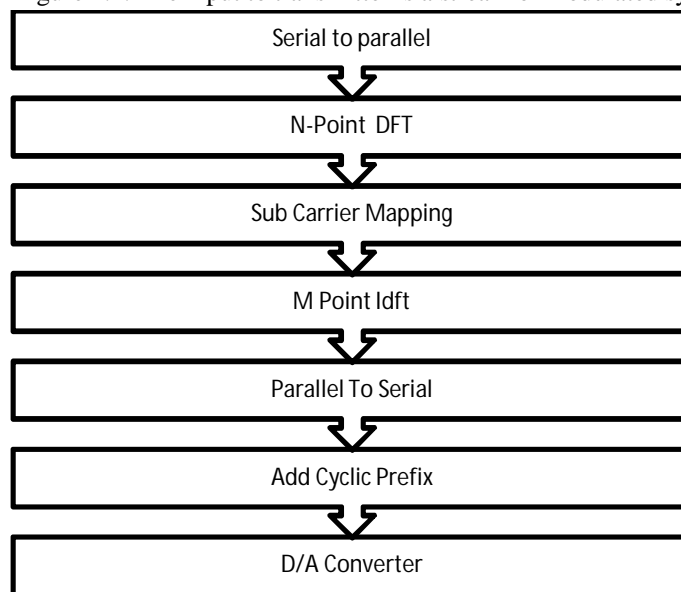 Serial to parallel
N-Point DFT
Sub Carrier Mapping
M Point Idft
Parallel To Serial
Add Cyclic Prefix
D/A Converter